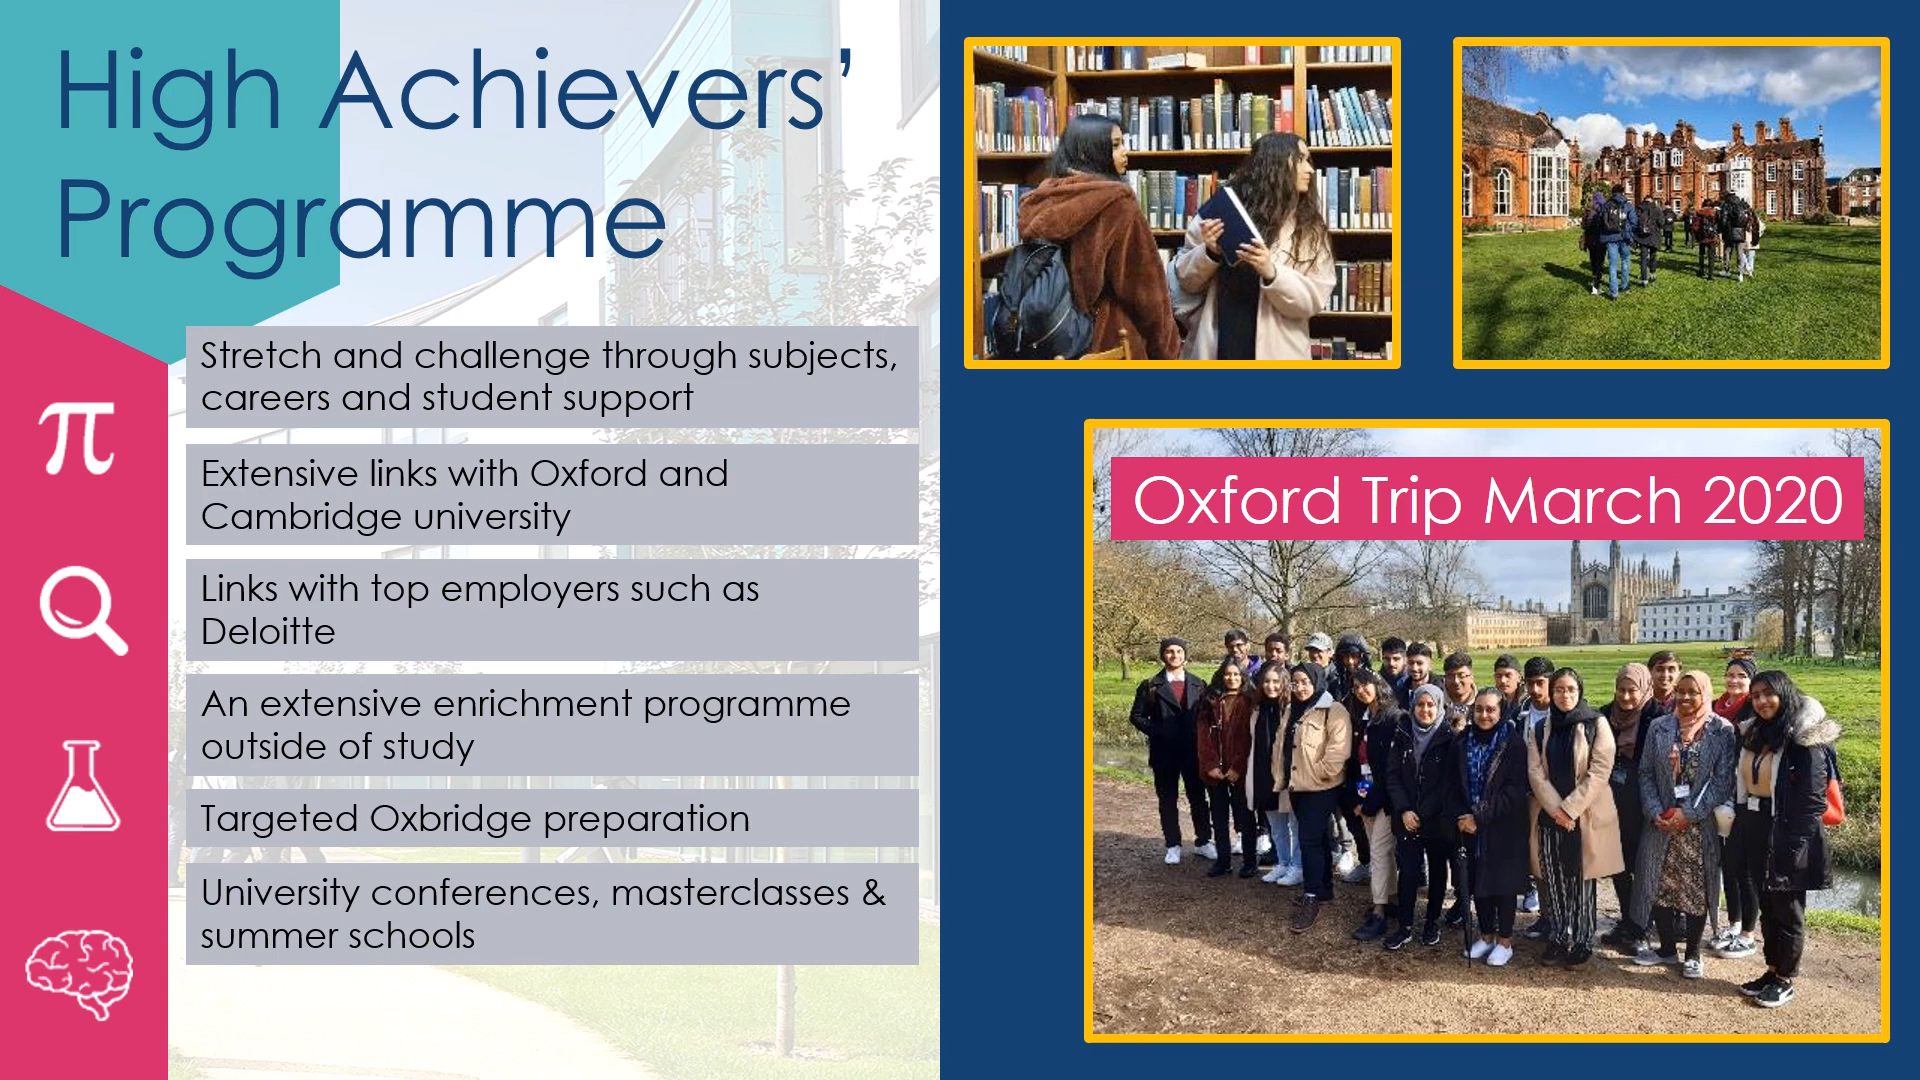 High Achievers’
Programme
Stretch and challenge through subjects,
careers and student support
Extensive links with Oxford and
Cambridge university
Links with top employers such as
Deloitte
An extensive enrichment programme
outside of study
Targeted Oxbridge preparation
University conferences, masterclasses &
summer schools
Oxford Trip March 2020
π